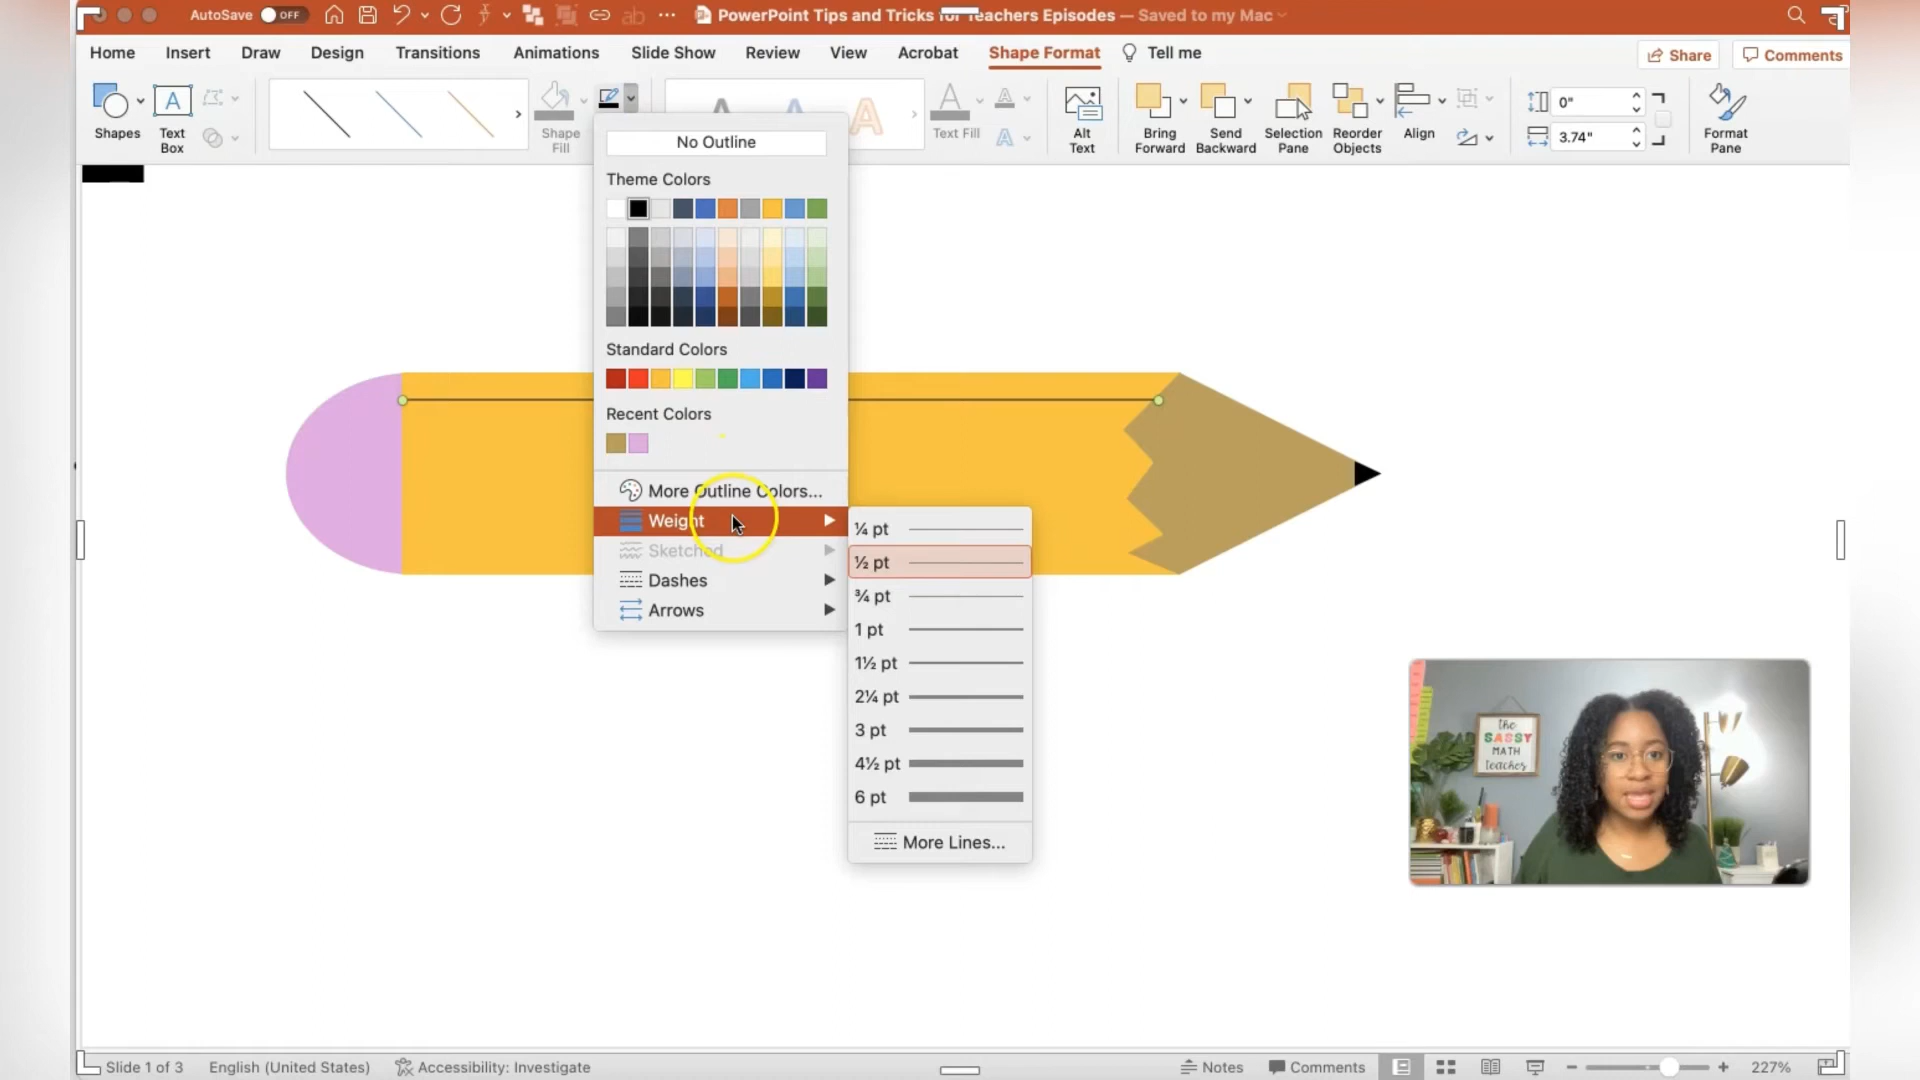 AutoSave OFF
PowerPoint Tips and Tricks for Teachers Episodes — Saved to my Mac
Home Insert Draw Design Transitions Animations Slide Show Review View Acrobat Shape Format Tell me Share Comments
Shapes
Text Box
Shape Fill
Text Fill
Alt Text
Bring Forward
Send Backward
Selection Pane
Reorder Objects
Align
0"
3.74"
Format Pane
No Outline
Theme Colors
Standard Colors
Recent Colors
More Outline Colors...
Weight
Sketched
Dashes
Arrows
¼ pt
½ pt
¾ pt
1 pt
1½ pt
2¼ pt
3 pt
4½ pt
6 pt
More Lines...
the
SASSY
MATH
teacher
Slide 1 of 3 English (United States) Accessibility: Investigate Notes Comments 227%